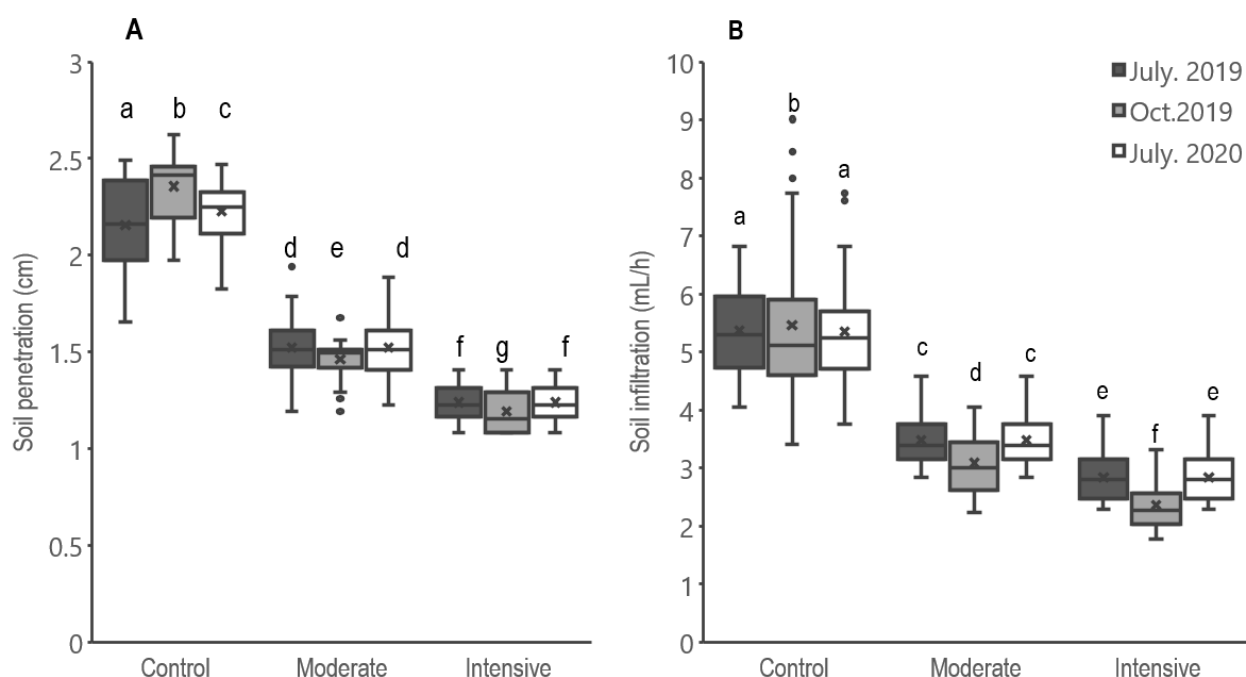 A
Soil penetration (cm)
3
2.5
2
1.5
1
0.5
0
a b c
d e d
f g f
Control Moderate Intensive
B
Soil infiltration (mL/h)
10
9
8
7
6
5
4
3
2
1
0
July. 2019
Oct.2019
July. 2020
a b a
c d c
e f e
Control Moderate Intensive